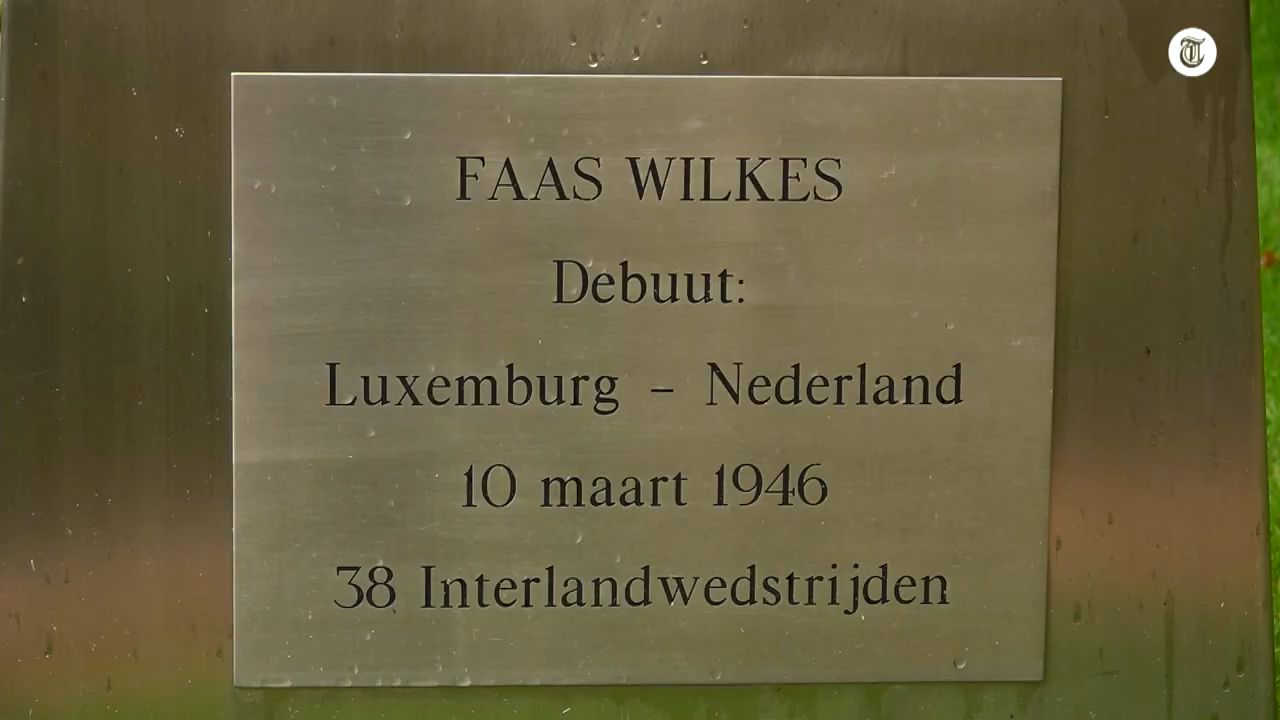 FAAS WILKES
Debuut:
Luxemburg - Nederland
10 maart 1946
38 Interlandwedstrijden
T